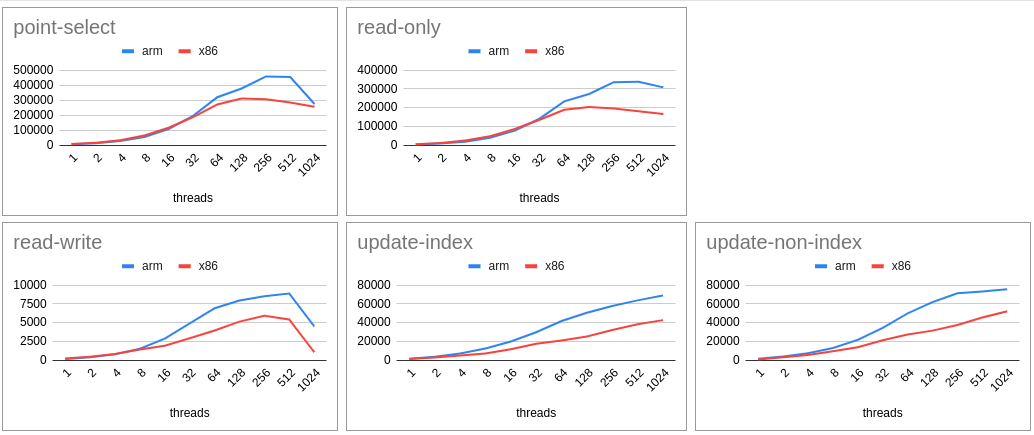 point-select
arm x86
500000
400000
300000
200000
100000
0
1 2 4 8 16 32 64 128 256 512 1024
threads
read-only
arm x86
400000
300000
200000
100000
0
1 2 4 8 16 32 64 128 256 512 1024
threads
read-write
arm x86
10000
7500
5000
2500
0
1 2 4 8 16 32 64 128 256 512 1024
threads
update-index
arm x86
80000
60000
40000
20000
0
1 2 4 8 16 32 64 128 256 512 1024
threads
update-non-index
arm x86
80000
60000
40000
20000
0
1 2 4 8 16 32 64 128 256 512 1024
threads